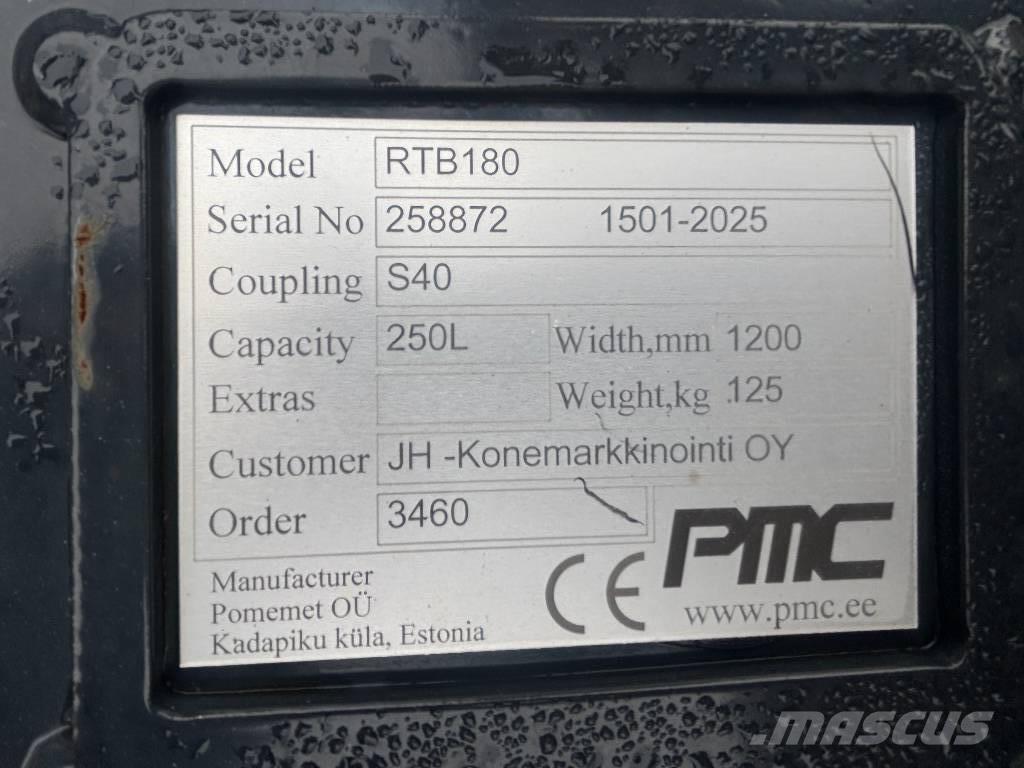 Model RTB180
Serial No 258872 1501-2025
Coupling S40
Capacity 250L Width,mm 1200
Extras Weight,kg .125
Customer JH -Konemarkkinointi OY
Order 3460
PMC
CE
www.pmc.ee
Manufacturer
Pomemet OÜ
Kadapiku küla, Estonia
MASCUS